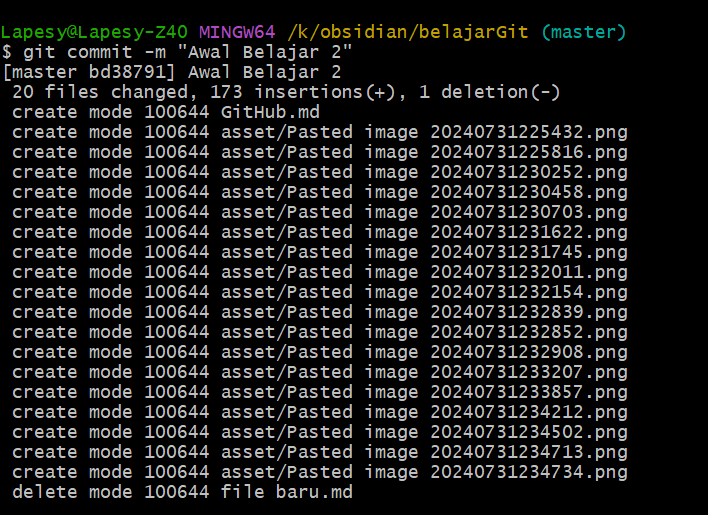 Lapesy@Lapesy-Z40 MINGW64 /k/obsidian/belajarGit (master)
$ git commit -m "Awal Belajar 2"
[master bd38791] Awal Belajar 2
 20 files changed, 173 insertions(+), 1 deletion(-)
 create mode 100644 GitHub.md
 create mode 100644 asset/Pasted image 20240731225432.png
 create mode 100644 asset/Pasted image 20240731225816.png
 create mode 100644 asset/Pasted image 20240731230252.png
 create mode 100644 asset/Pasted image 20240731230458.png
 create mode 100644 asset/Pasted image 20240731230703.png
 create mode 100644 asset/Pasted image 20240731231622.png
 create mode 100644 asset/Pasted image 20240731231745.png
 create mode 100644 asset/Pasted image 20240731232011.png
 create mode 100644 asset/Pasted image 20240731232154.png
 create mode 100644 asset/Pasted image 20240731232839.png
 create mode 100644 asset/Pasted image 20240731232852.png
 create mode 100644 asset/Pasted image 20240731232908.png
 create mode 100644 asset/Pasted image 20240731233207.png
 create mode 100644 asset/Pasted image 20240731233857.png
 create mode 100644 asset/Pasted image 20240731234212.png
 create mode 100644 asset/Pasted image 20240731234502.png
 create mode 100644 asset/Pasted image 20240731234713.png
 create mode 100644 asset/Pasted image 20240731234734.png
 delete mode 100644 file baru.md